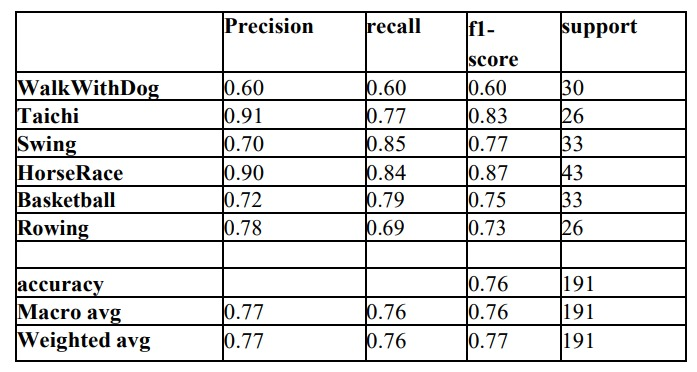 Precision recall f1-score support
WalkWithDog 0.60 0.60 0.60 30
Taichi 0.91 0.77 0.83 26
Swing 0.70 0.85 0.77 33
HorseRace 0.90 0.84 0.87 43
Basketball 0.72 0.79 0.75 33
Rowing 0.78 0.69 0.73 26
accuracy 0.76 191
Macro avg 0.77 0.76 0.76 191
Weighted avg 0.77 0.76 0.77 191